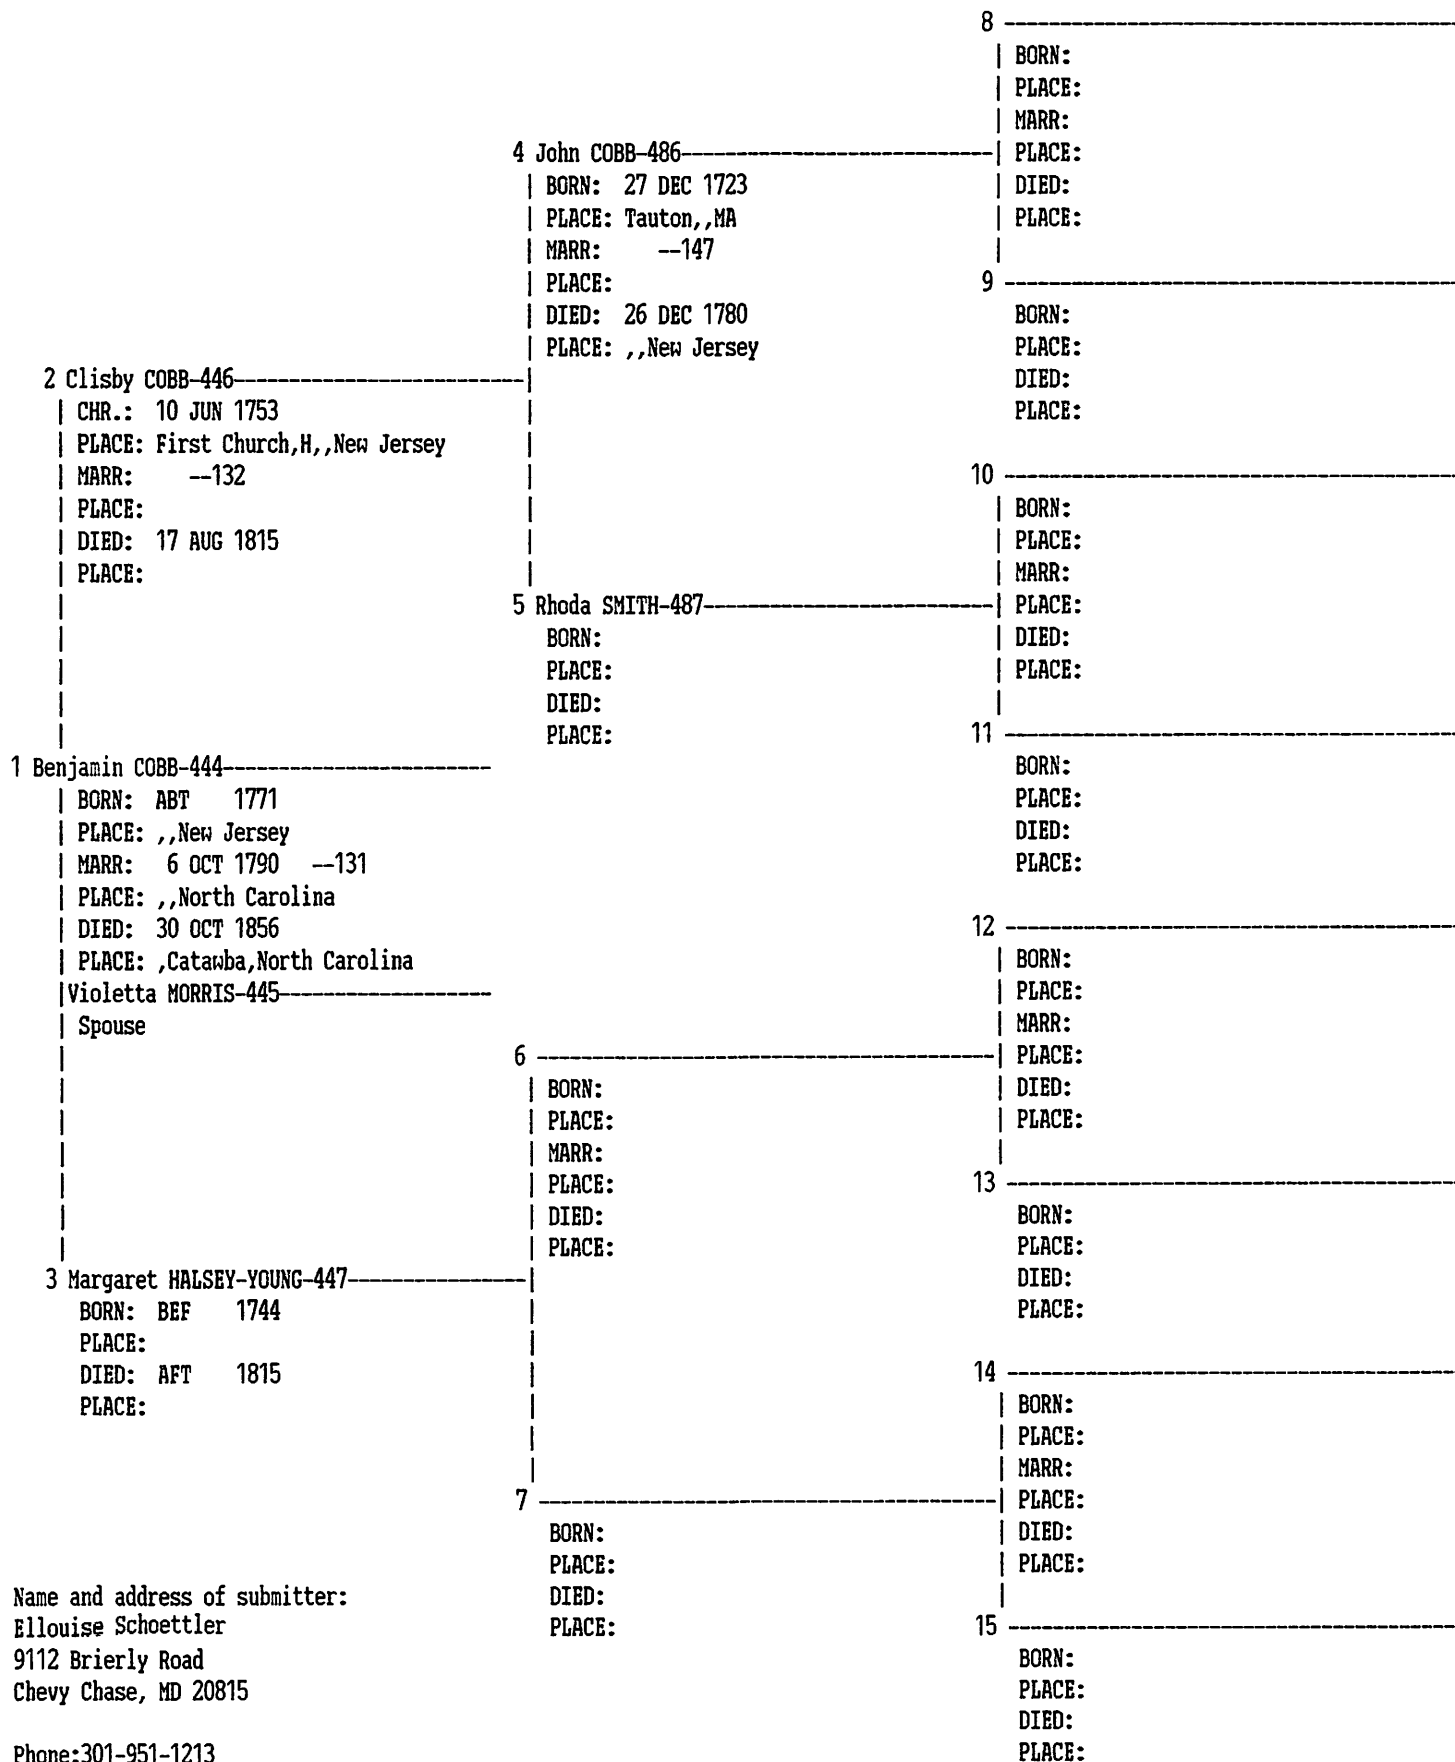 8
BORN:
PLACE:
MARR:
4 John COBB-486 PLACE:
BORN: 27 DEC 1723 DIED:
PLACE: Tauton,,MA PLACE:
MARR: --147
PLACE: 9
DIED: 26 DEC 1780 BORN:
PLACE: ,,New Jersey PLACE:
2 Clisby COBB-446 DIED:
CHR.: 10 JUN 1753 PLACE:
PLACE: First Church,H,,New Jersey
MARR: --132 10
PLACE: BORN:
DIED: 17 AUG 1815 PLACE:
PLACE: MARR:
5 Rhoda SMITH-487 PLACE:
BORN: DIED:
PLACE: PLACE:
DIED:
PLACE: 11
1 Benjamin COBB-444 BORN:
BORN: ABT 1771 PLACE:
PLACE: ,,New Jersey DIED:
MARR: 6 OCT 1790 --131 PLACE:
PLACE: ,,North Carolina
DIED: 30 OCT 1856 12
PLACE: ,Catawba,North Carolina BORN:
Violetta MORRIS-445 PLACE:
Spouse MARR:
6 PLACE:
BORN: DIED:
PLACE: PLACE:
MARR:
PLACE: 13
DIED: BORN:
PLACE: PLACE:
3 Margaret HALSEY-YOUNG-447 DIED:
BORN: BEF 1744 PLACE:
PLACE:
DIED: AFT 1815 14
PLACE: BORN:
PLACE:
MARR:
7 PLACE:
BORN: DIED:
PLACE: PLACE:
Name and address of submitter: DIED:
Ellouise Schoettler PLACE: 15
9112 Brierly Road BORN:
Chevy Chase, MD 20815 PLACE:
DIED:
Phone:301-951-1213 PLACE: